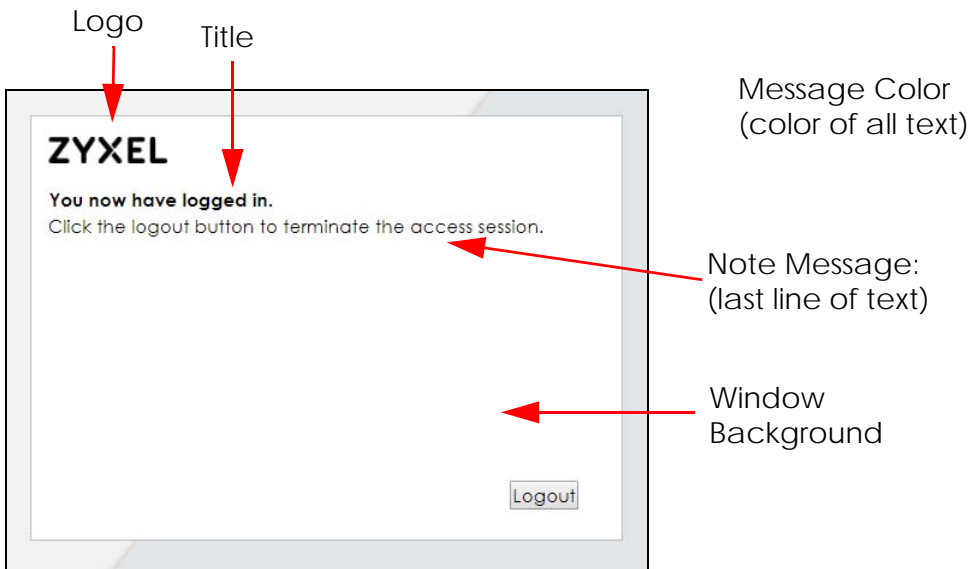 Logo
Title
Message Color
(color of all text)
ZYXEL
You now have logged in.
Click the logout button to terminate the access session.
Note Message:
(last line of text)
Window
Background
Logout